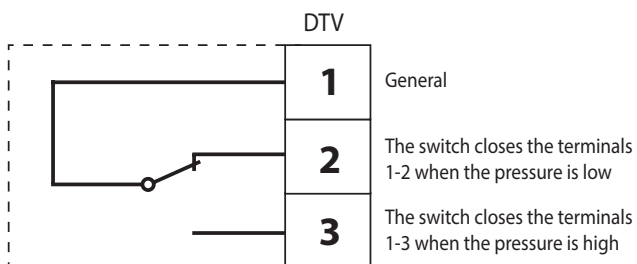 DTV
1
General
2
The switch closes the terminals
1-2 when the pressure is low
3
The switch closes the terminals
1-3 when the pressure is high